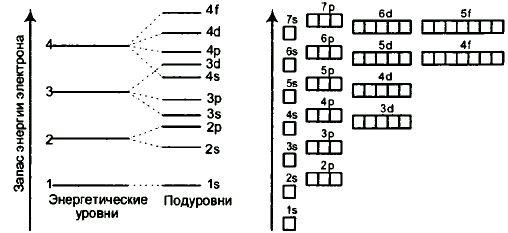 Запас энергии электрона
4
3
2
1
4f
4d
4p
3d
4s
3p
3s
2p
2s
1s
Энергетические
уровни
Подуровни
7s
7p
6d
5f
6s
6p
5d
4f
5s
5p
4d
4s
4p
3d
3s
3p
2s
2p
1s